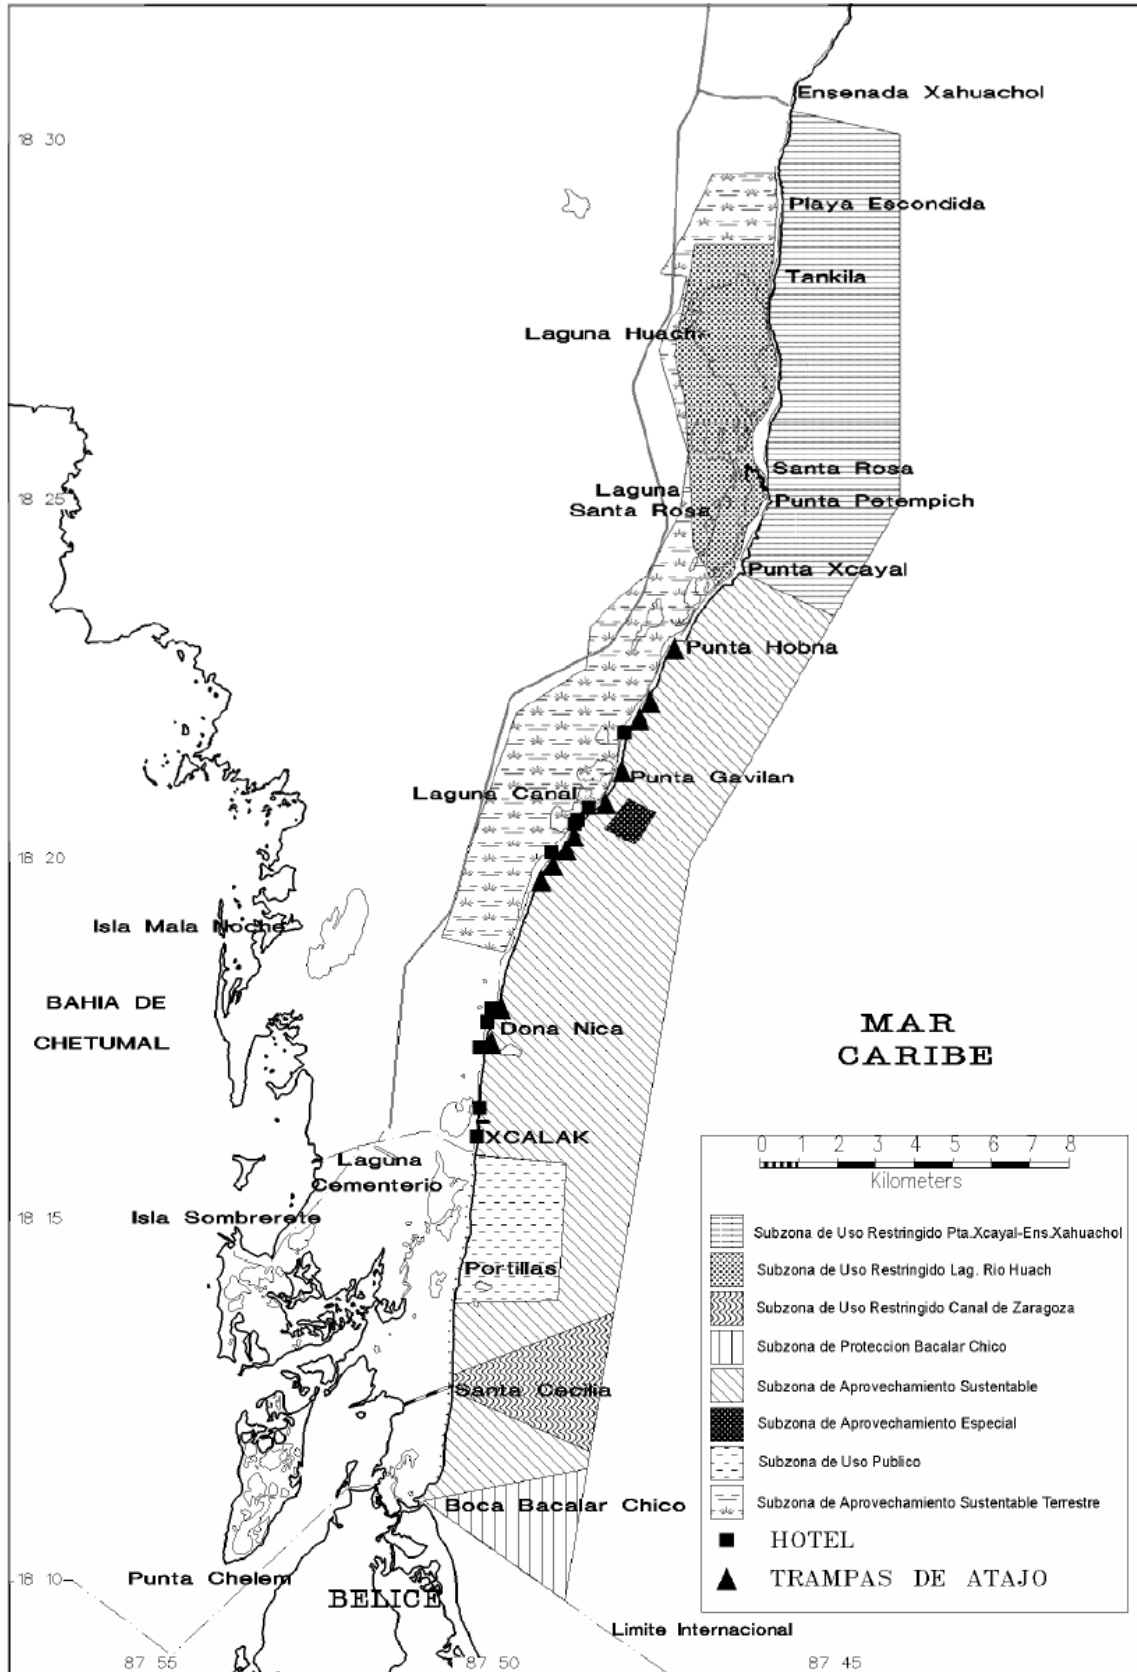 Ensenada Xahuachol
18 30
Playa Escondida
Tankila
Laguna Huach
Santa Rosa
Laguna
Santa Rosa
18 25
Punta Petempich
Punta Xcayal
Punta Hobna
Punta Gavilan
Laguna Canal
18 20
Isla Mala Noche
BAHIA DE
CHETUMAL
Dona Nica
MAR
CARIBE
XCALAK
Laguna
Cementerio
Isla Sombrerete
18 15
Portillas
Santa Cecilia
Boca Bacalar Chico
18 10
Punta Chelem
BELICE
Limite Internacional
87 55
87 50
87 45
0 1 2 3 4 5 6 7 8
Kilometers
Subzona de Uso Restringido Pta.Xcayal-Ens.Xahuachol
Subzona de Uso Restringido Lag. Rio Huach
Subzona de Uso Restringido Canal de Zaragoza
Subzona de Proteccion Bacalar Chico
Subzona de Aprovechamiento Sustentable
Subzona de Aprovechamiento Especial
Subzona de Uso Publico
Subzona de Aprovechamiento Sustentable Terrestre
HOTEL
TRAMPAS DE ATAJO